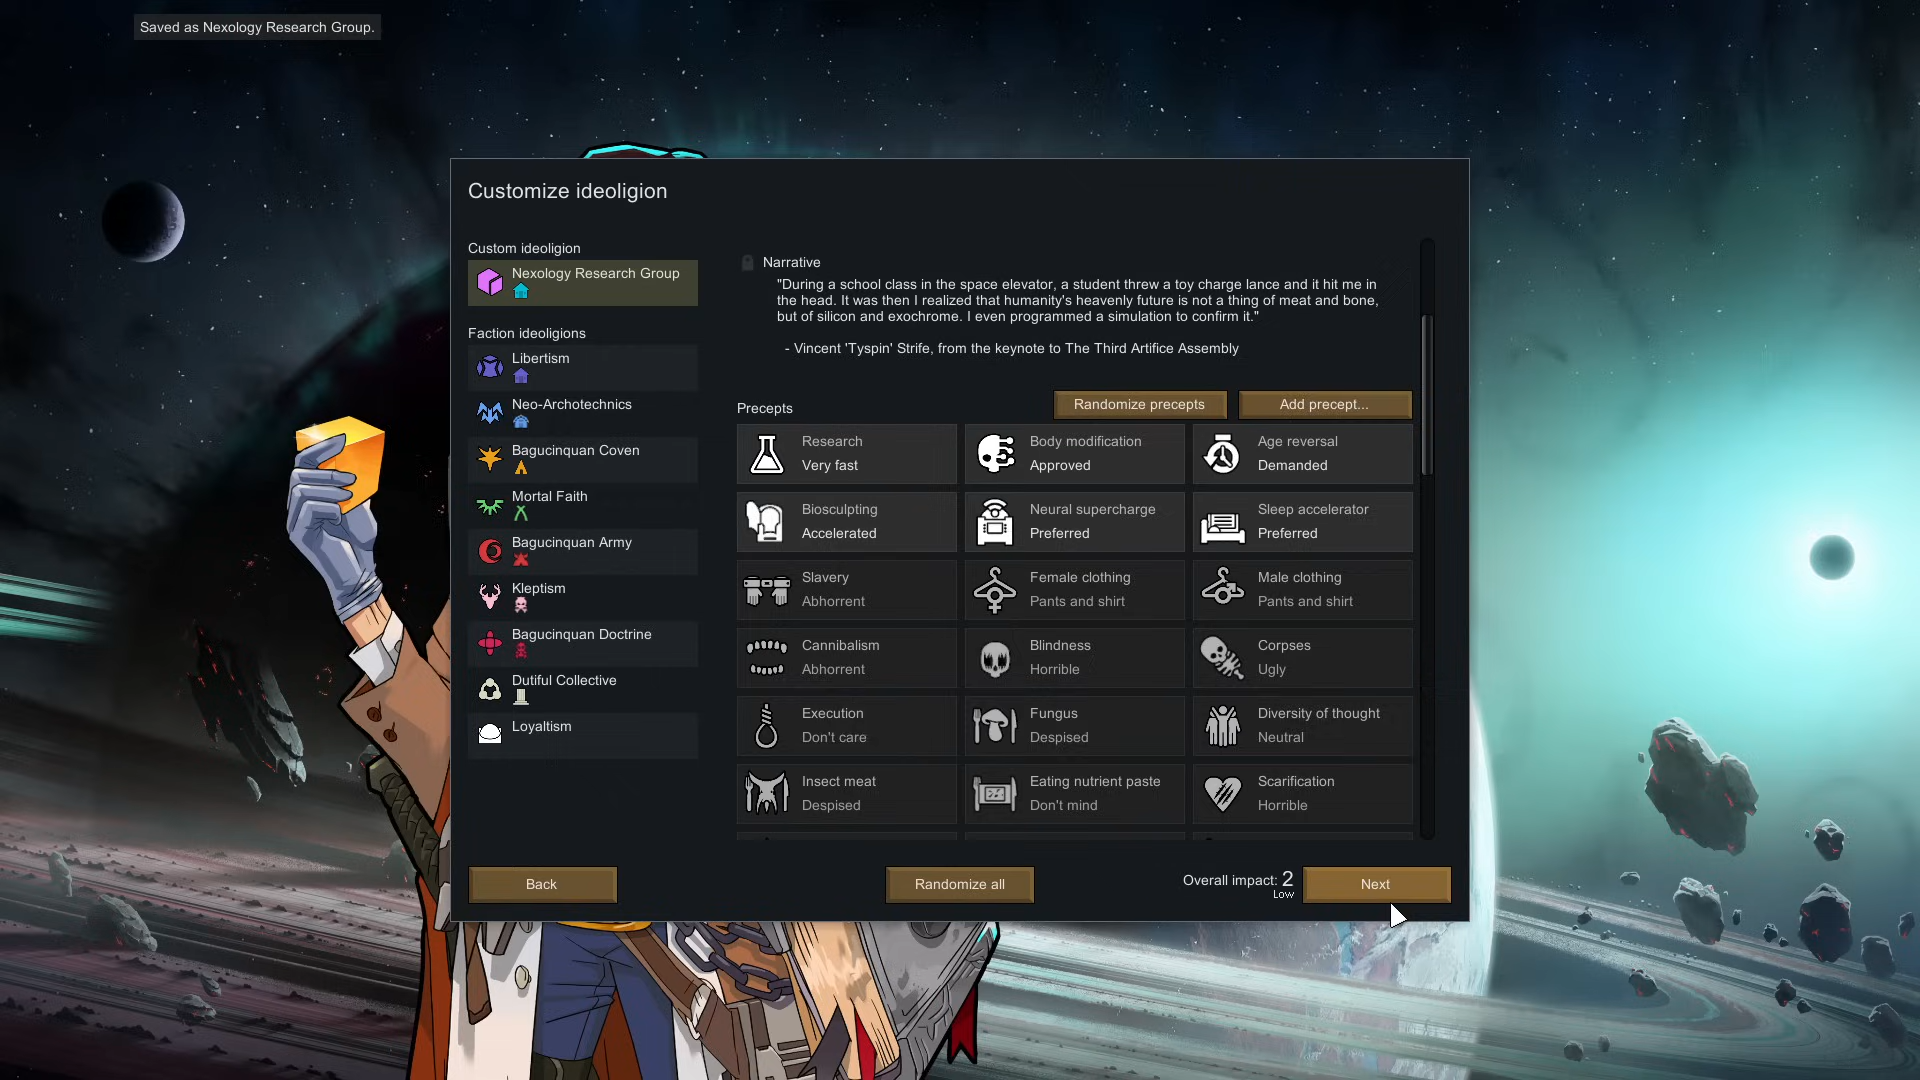 Saved as Nexology Research Group.
Customize ideoligion
Custom ideoligion
Nexology Research Group
Faction ideoligions
Libertism
Neo-Archotechnics
Bagucinquan Coven
Mortal Faith
Bagucinquan Army
Kleptism
Bagucinquan Doctrine
Dutiful Collective
Loyaltism
Narrative
"During a school class in the space elevator, a student threw a toy charge lance and it hit me in
the head. It was then I realized that humanity's heavenly future is not a thing of meat and bone,
but of silicon and exochrome. I even programmed a simulation to confirm it."
- Vincent 'Tyspin' Strife, from the keynote to The Third Artifice Assembly
Precepts
Randomize precepts
Add precept...
Research
Very fast
Body modification
Approved
Age reversal
Demanded
Biosculpting
Accelerated
Neural supercharge
Preferred
Sleep accelerator
Preferred
Slavery
Abhorrent
Female clothing
Pants and shirt
Male clothing
Pants and shirt
Cannibalism
Abhorrent
Blindness
Horrible
Corpses
Ugly
Execution
Don't care
Fungus
Despised
Diversity of thought
Neutral
Insect meat
Despised
Eating nutrient paste
Don't mind
Scarification
Horrible
Back
Randomize all
Overall impact: 2
Low
Next